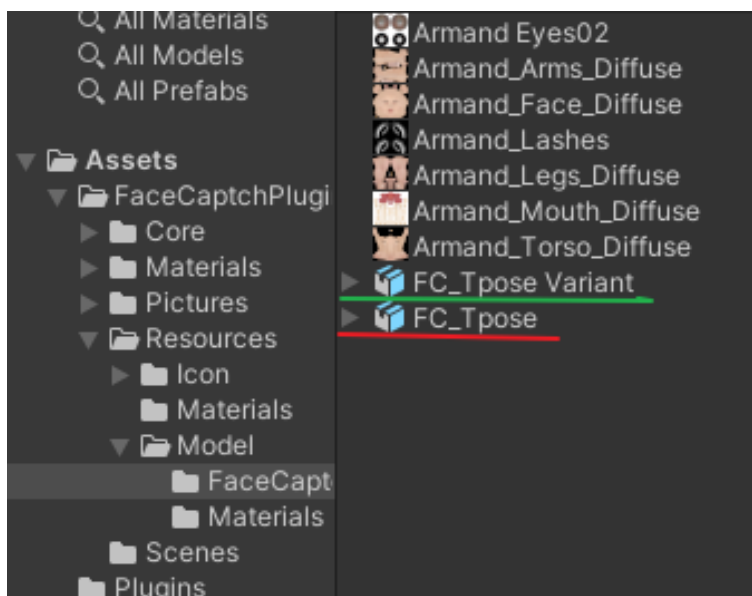 All Materials
All Models
All Prefabs
Assets
FaceCaptchPlugi
Core
Materials
Pictures
Resources
Icon
Materials
Model
FaceCapt
Materials
Scenes
Plugins
Armand Eyes02
Armand_Arms_Diffuse
Armand_Face_Diffuse
Armand_Lashes
Armand_Legs_Diffuse
Armand_Mouth_Diffuse
Armand_Torso_Diffuse
FC_Tpose Variant
FC_Tpose